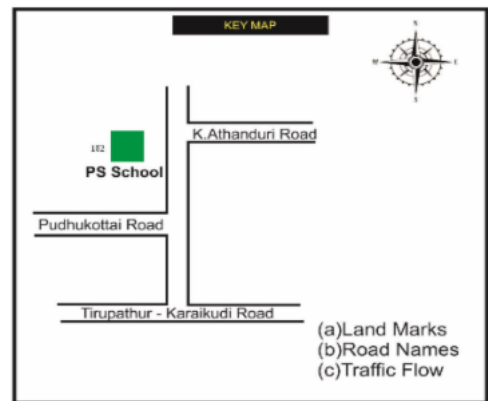 KEY MAP
N
W
E
S
K.Athanduri Road
182
PS School
Pudhukottai Road
Tirupathur - Karaikudi Road
(a)Land Marks
(b)Road Names
(c)Traffic Flow